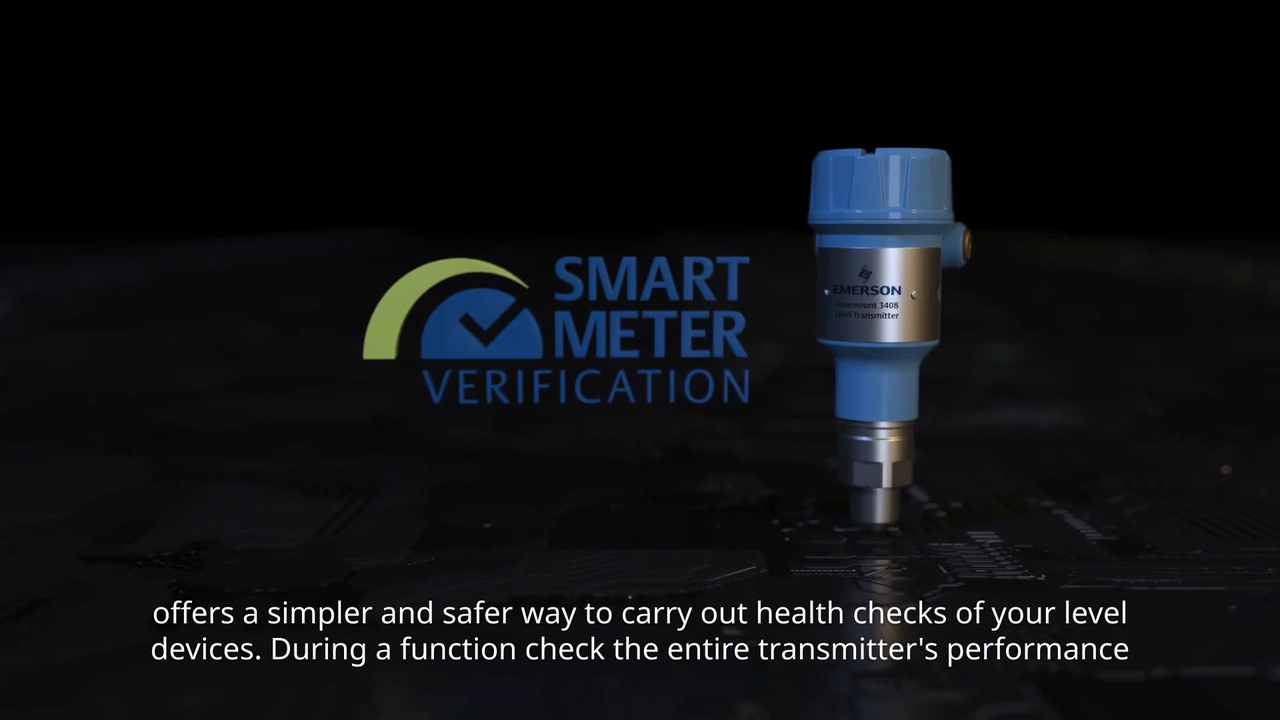 SMART
METER
VERIFICATION
EMERSON
Rosemount 3408
Level Transmitter
offers a simpler and safer way to carry out health checks of your level
devices. During a function check the entire transmitter's performance